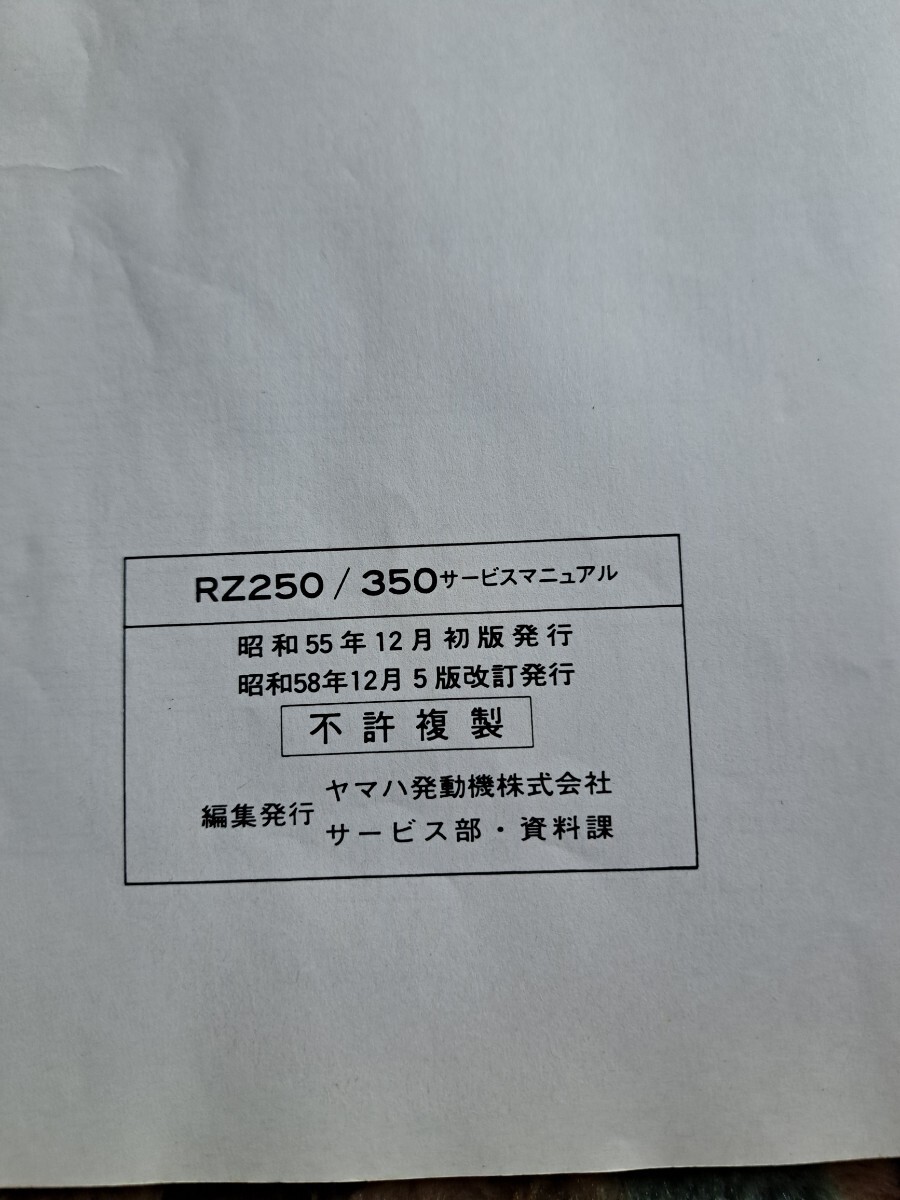 RZ250 / 350サービスマニュアル
昭和55年12月初版発行
昭和58年12月5版改訂発行
不許複製
編集発行
ヤマハ発動機株式会社
サービス部・資料課